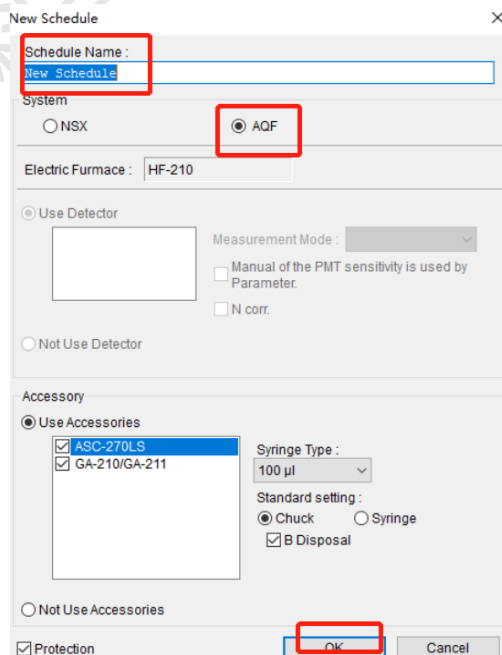 New Schedule
Schedule Name :
New Schedule
System
NSX
AQF
Electric Furmace : HF-210
Use Detector
Measurement Mode :
Manual of the PMT sensitivity is used by
Parameter.
N corr.
Not Use Detector
Accessory
Use Accessories
ASC-270LS
GA-210/GA-211
Syringe Type :
100 µl
Standard setting :
Chuck
Syringe
B Disposal
Not Use Accessories
Protection
OK
Cancel